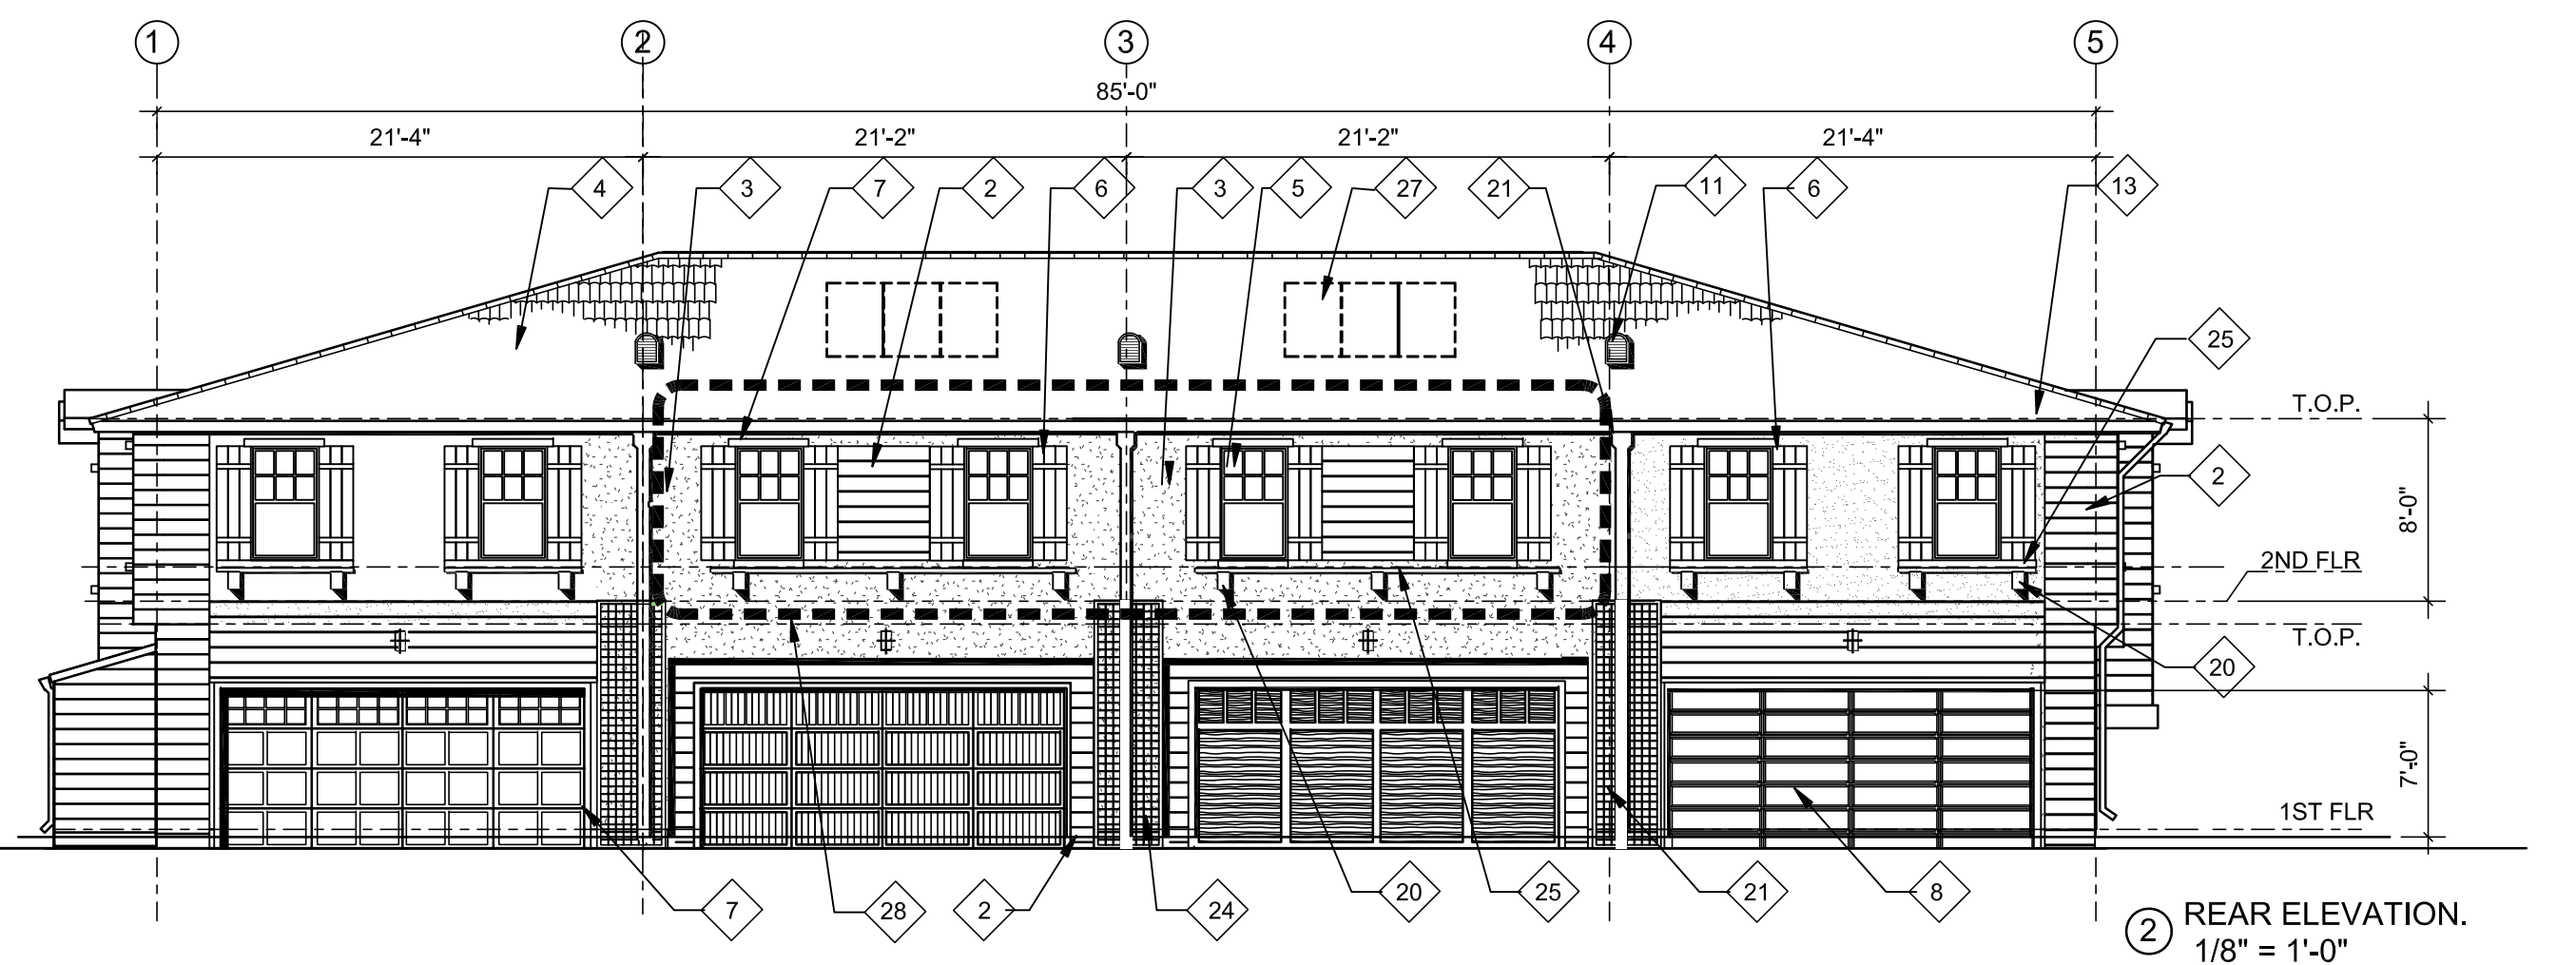 1 2 3 4 5
85'-0"
21'-4" 21'-2" 21'-2" 21'-4"
4 3 7 2 6 3 5 27 21 11 6 13
25
T.O.P.
2
8'-0"
2ND FLR
T.O.P.
20
7'-0"
1ST FLR
7 28 2 24 20 25 21 8
2 REAR ELEVATION.
1/8" = 1'-0"